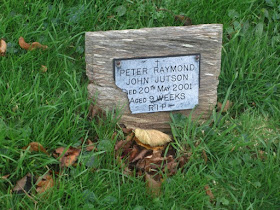 Peter Raymond
John Jutson
Died 20th May 2001
Aged 9 weeks
R.I.P.